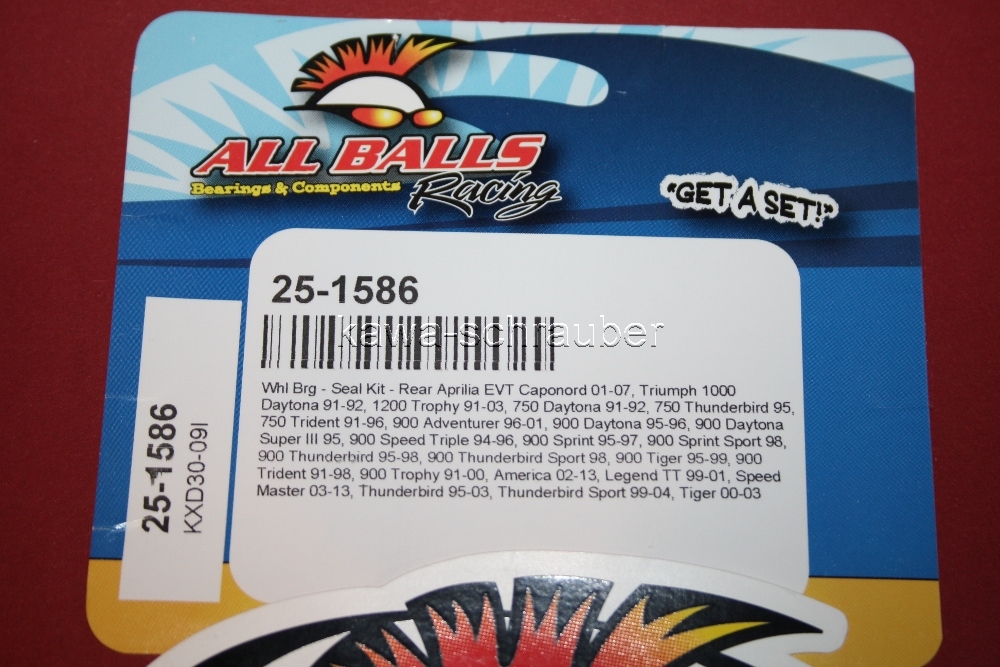 ALL BALLS
Bearings & Components
Racing
"GET A SET!"
25-1586
kawa-schrauber
Whl Brg - Seal Kit - Rear Aprilia EVT Caponord 01-07, Triumph 1000
Daytona 91-92, 1200 Trophy 91-03, 750 Daytona 91-92, 750 Thunderbird 95,
750 Trident 91-96, 900 Adventurer 96-01, 900 Daytona 95-96, 900 Daytona
Super III 95, 900 Speed Triple 94-96, 900 Sprint 95-97, 900 Sprint Sport 98,
900 Thunderbird 95-98, 900 Thunderbird Sport 98, 900 Tiger 95-99, 900
Trident 91-98, 900 Trophy 91-00, America 02-13, Legend TT 99-01, Speed
Master 03-13, Thunderbird 95-03, Thunderbird Sport 99-04, Tiger 00-03
25-1586
KXD30-09I